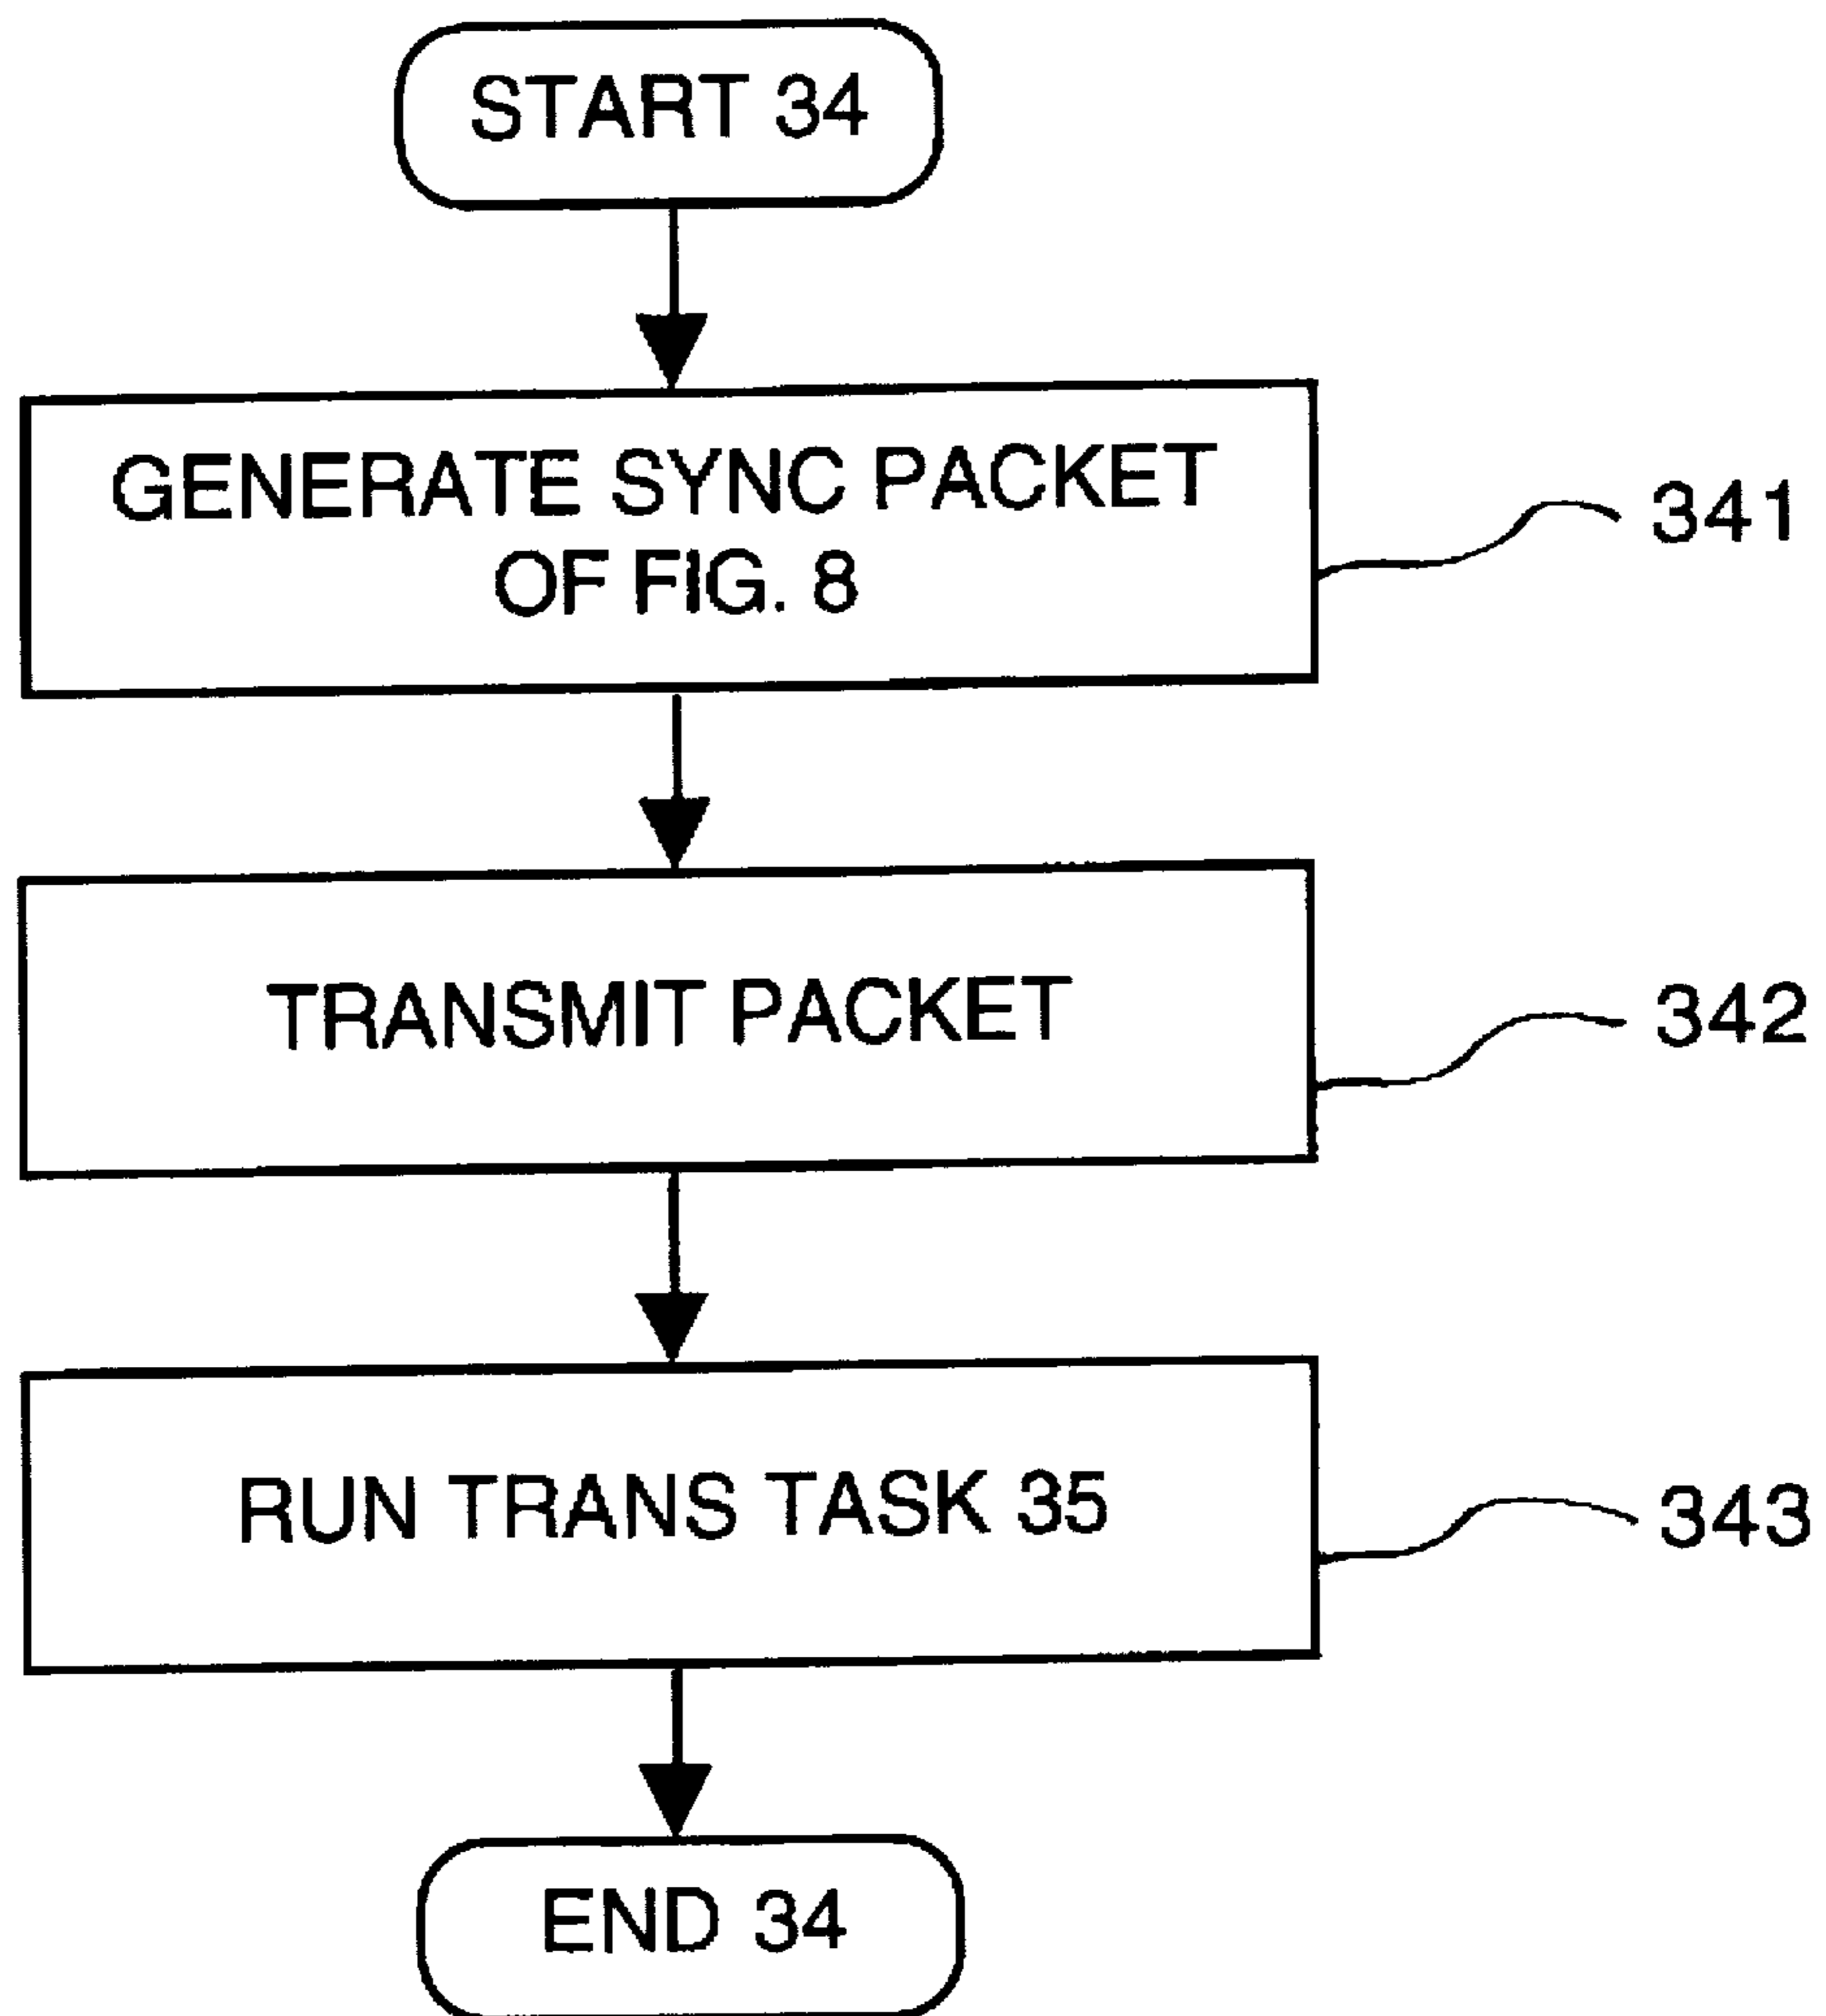 START 34
GENERATE SYNC PACKET
OF FIG. 8
341
TRANSMIT PACKET
342
RUN TRANS TASK 35
343
END 34